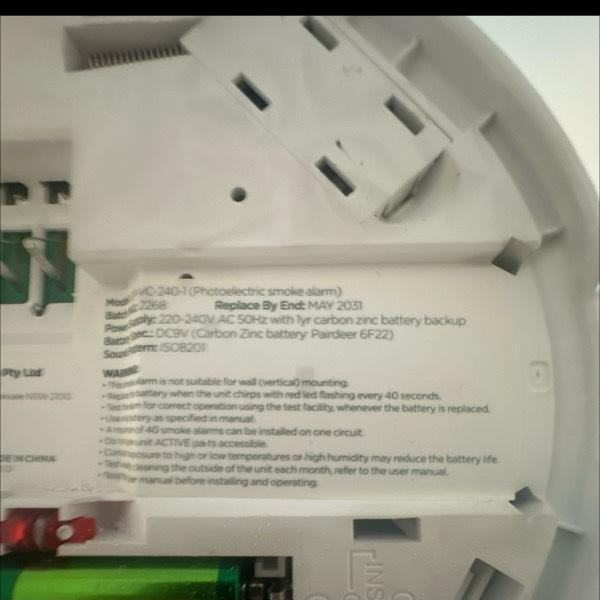 VC-240-1 (Photoelectric smoke alarm)
2268 Replace By End: MAY 2031
220-240V AC 50Hz with 1yr carbon zinc battery backup
DC9V (Carbon Zinc battery: Pairdeer 6F22)
ISO8201
Pty Ltd
NSW 2100
IN CHINA
is not suitable for wall (vertical) mounting.
battery when the unit chirps with red led flashing every 40 seconds.
for correct operation using the test facility, whenever the battery is replaced.
as specified in manual.
of 40 smoke alarms can be installed on one circuit.
unit ACTIVE parts accessible.
to high or low temperatures or high humidity may reduce the battery life.
cleaning the outside of the unit each month, refer to the user manual.
manual before installing and operating.
INS